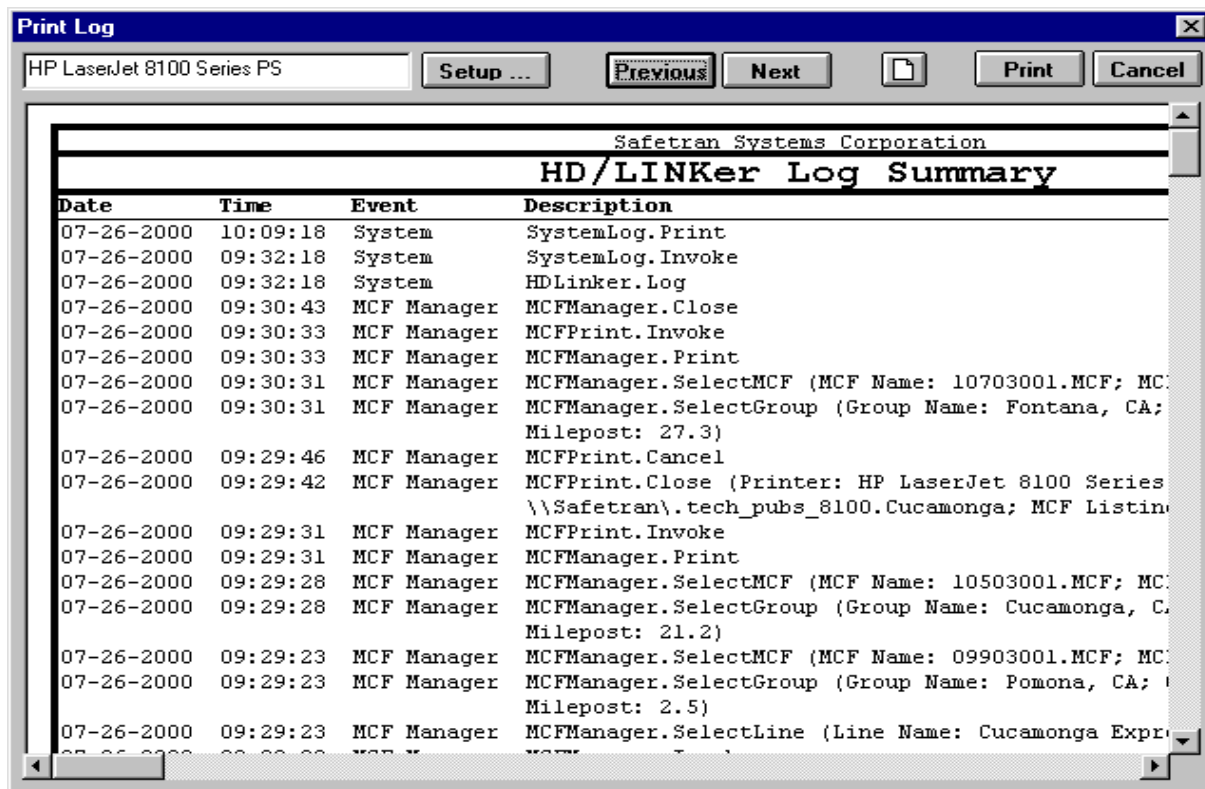 Print Log
HP LaserJet 8100 Series PS Setup ... Previous Next Print Cancel
Safetran Systems Corporation
HD/LINKer Log Summary
Date Time Event Description
07-26-2000 10:09:18 System SystemLog.Print
07-26-2000 09:32:18 System SystemLog.Invoke
07-26-2000 09:32:18 System HDLinker.Log
07-26-2000 09:30:43 MCF Manager MCFManager.Close
07-26-2000 09:30:33 MCF Manager MCFPrint.Invoke
07-26-2000 09:30:33 MCF Manager MCFManager.Print
07-26-2000 09:30:31 MCF Manager MCFManager.SelectMCF (MCF Name: 10703001.MCF;
07-26-2000 09:30:31 MCF Manager MCFManager.SelectGroup (Group Name: Fontana, CA;
Milepost: 27.3)
07-26-2000 09:29:46 MCF Manager MCFPrint.Cancel
07-26-2000 09:29:42 MCF Manager MCFPrint.Close (Printer: HP LaserJet 8100 Series
\\Safetran\.tech_pubs_8100.Cucamonga; MCF
07-26-2000 09:29:31 MCF Manager MCFPrint.Invoke
07-26-2000 09:29:31 MCF Manager MCFManager.Print
07-26-2000 09:29:28 MCF Manager MCFManager.SelectMCF (MCF Name: 10503001.MCF;
07-26-2000 09:29:28 MCF Manager MCFManager.SelectGroup (Group Name: Cucamonga,
Milepost: 21.2)
07-26-2000 09:29:23 MCF Manager MCFManager.SelectMCF (MCF Name: 09903001.MCF;
07-26-2000 09:29:23 MCF Manager MCFManager.SelectGroup (Group Name: Pomona, CA;
Milepost: 2.5)
07-26-2000 09:29:23 MCF Manager MCFManager.SelectLine (Line Name: Cucamonga